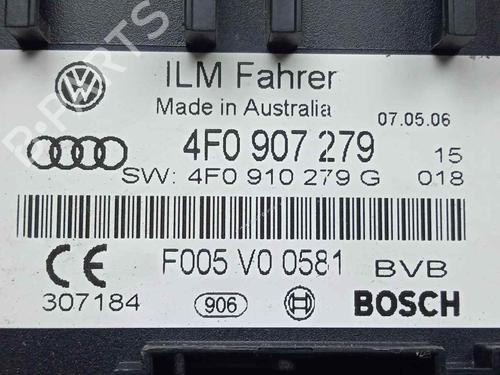 ILM Fahrer
Made in Australia
07.05.06
4F0 907 279 15
SW: 4F0 910 279 G 018
F005 V0 0581 BVB
CE
307184 906 BOSCH
B-PARTS